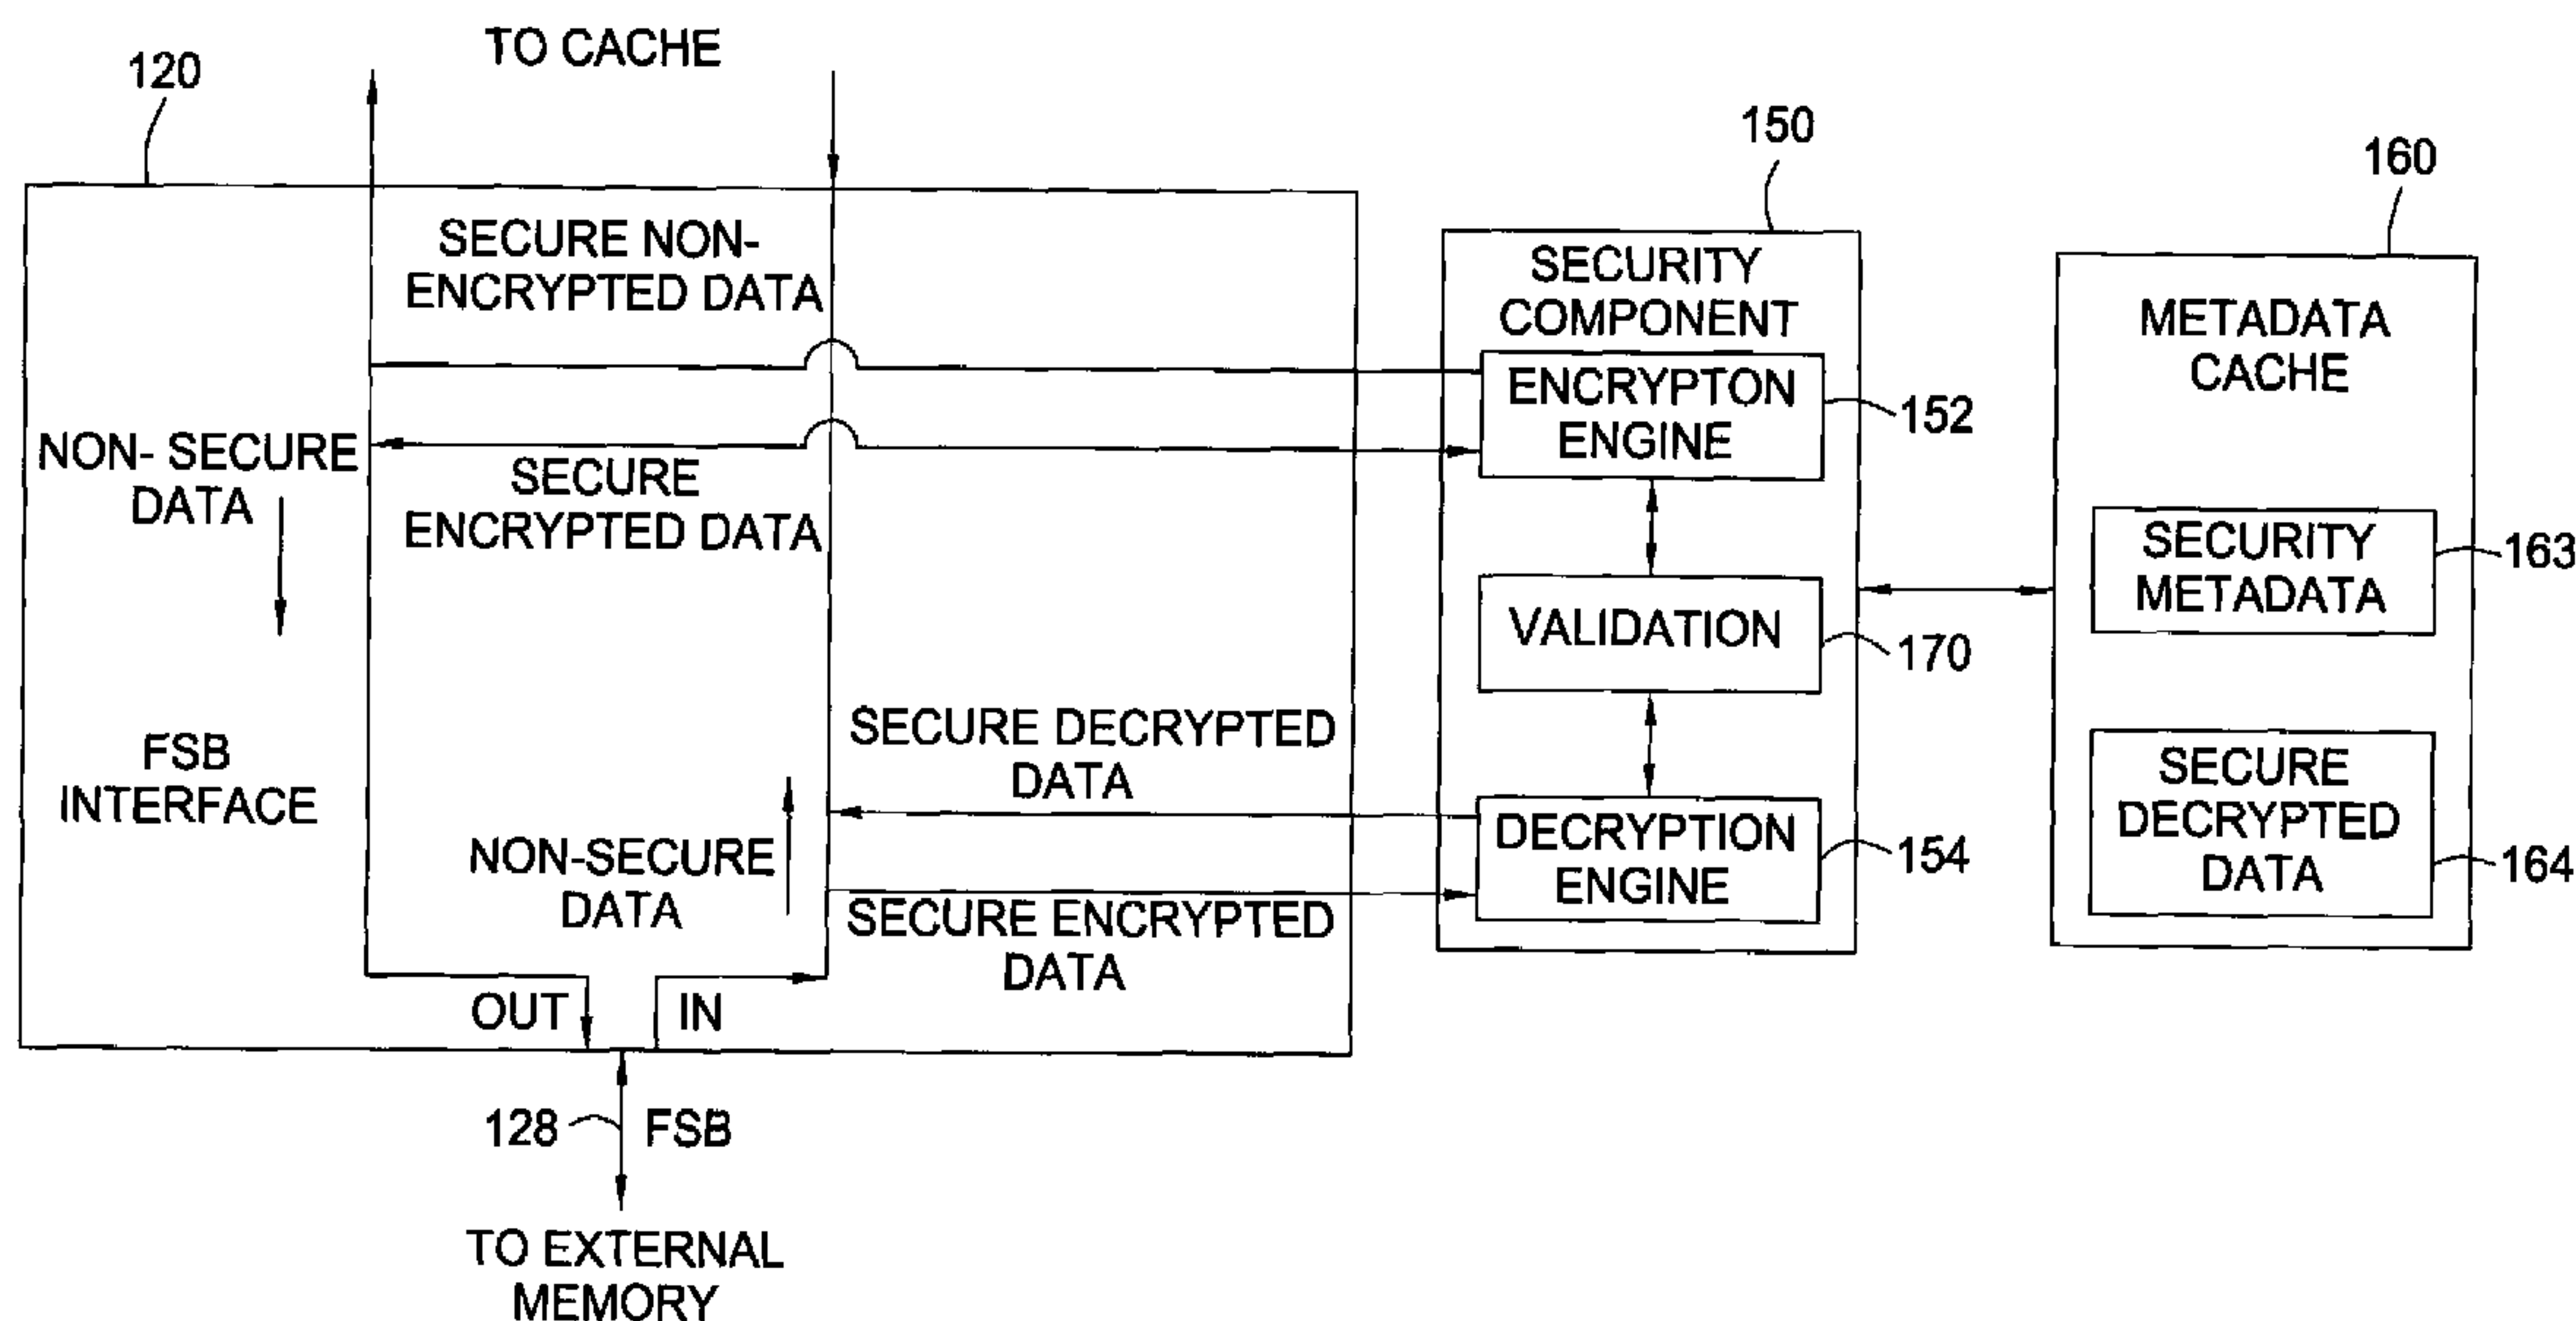 TO CACHE
120
150
160
SECURE NON-
ENCRYPTED DATA
NON- SECURE
DATA
SECURE
ENCRYPTED DATA
FSB
INTERFACE
NON-SECURE
DATA
SECURE DECRYPTED
DATA
SECURE ENCRYPTED
DATA
OUT
IN
128
FSB
TO EXTERNAL
MEMORY
SECURITY
COMPONENT
ENCRYPTON
ENGINE
152
VALIDATION
170
DECRYPTION
ENGINE
154
METADATA
CACHE
SECURITY
METADATA
163
SECURE
DECRYPTED
DATA
164